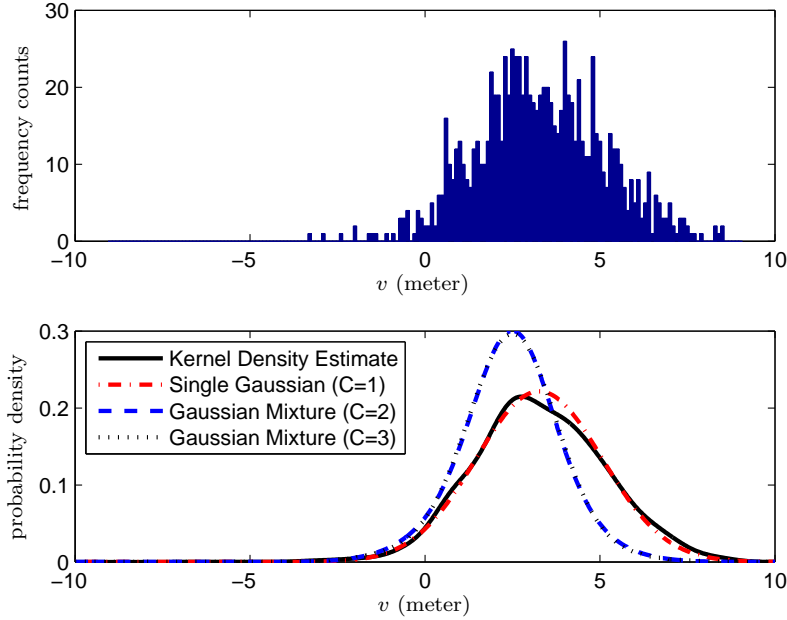 30
20
10
0
frequency counts
−10
−5
0
5
10
v (meter)
0.3
0.2
0.1
0
probability density
Kernel Density Estimate
Single Gaussian (C=1)
Gaussian Mixture (C=2)
Gaussian Mixture (C=3)
−10
−5
0
5
10
v (meter)